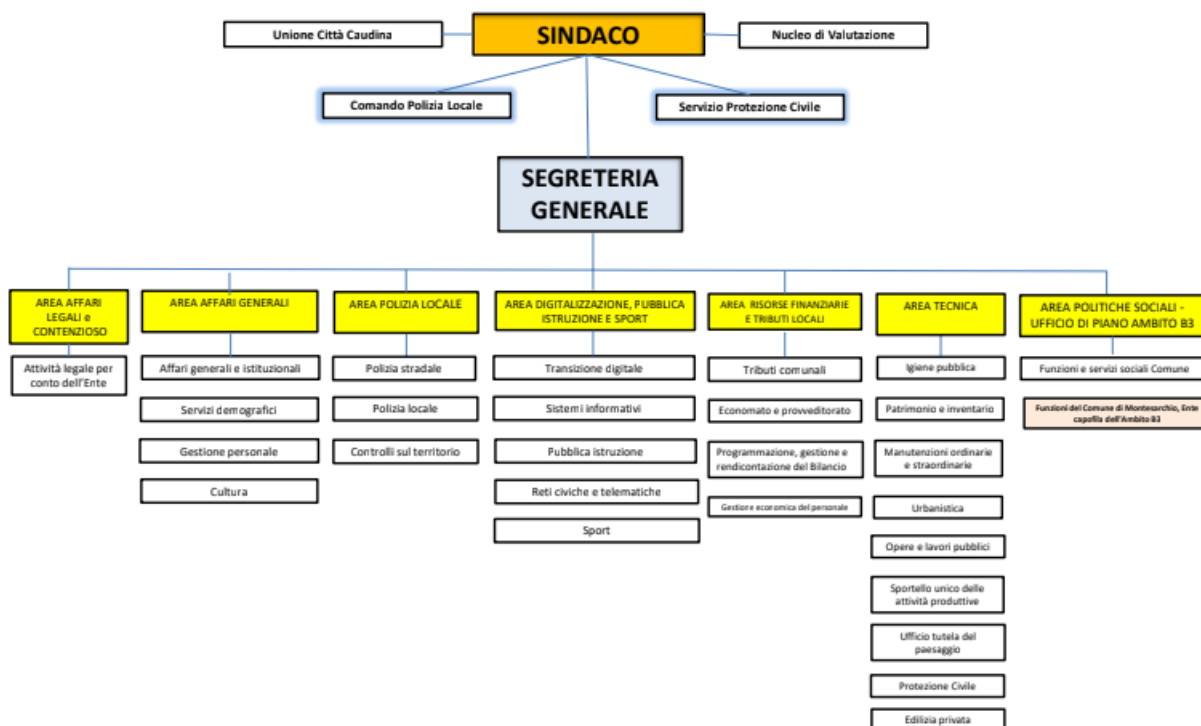 Unione Città Caudina
SINDACO
Nucleo di Valutazione
Comando Polizia Locale
Servizio Protezione Civile
SEGRETERIA
GENERALE
AREA AFFARI
LEGALI e
CONTENZIOSO
Attività legale per
conto dell'Ente
AREA AFFARI GENERALI
Affari generali e istituzionali
Servizi demografici
Gestione personale
Cultura
AREA POLIZIA LOCALE
Polizia stradale
Polizia locale
Controlli sul territorio
AREA DIGITALIZZAZIONE, PUBBLICA
ISTRUZIONE E SPORT
Transizione digitale
Sistemi informativi
Pubblica istruzione
Reti civiche e telematiche
Sport
AREA RISORSE FINANZIARIE
E TRIBUTI LOCALI
Tributi comunali
Economato e provveditorato
Programmazione, gestione e
rendicontazione del Bilancio
Gestione economica del personale
AREA TECNICA
Igiene pubblica
Patrimonio e inventario
Manutenzioni ordinarie
e straordinarie
Urbanistica
Opere e lavori pubblici
Sportello unico delle
attività produttive
Ufficio tutela del
paesaggio
Protezione Civile
Edilizia privata
AREA POLITICHE SOCIALI -
UFFICIO DI PIANO AMBITO B3
Funzioni e servizi sociali Comune
Funzioni del Comune di Montesarchio, Ente
capofila dell'Ambito B3